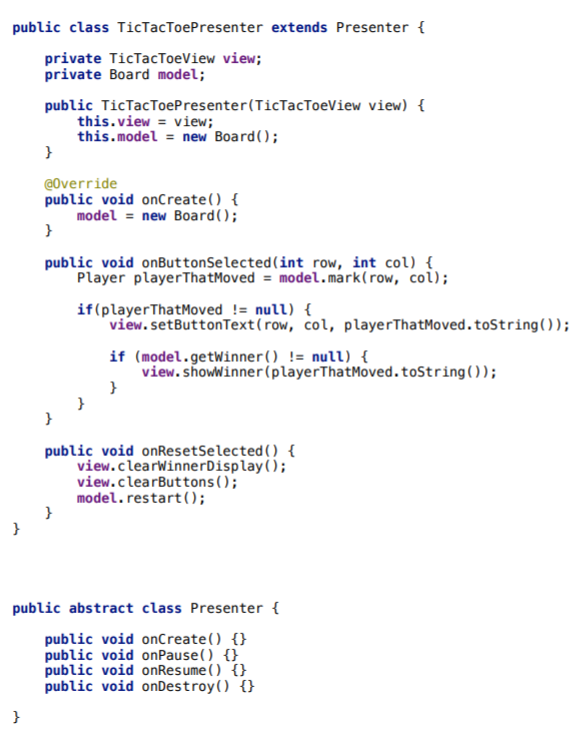 public class TicTacToePresenter extends Presenter {
private TicTacToeView view;
private Board model;
public TicTacToePresenter(TicTacToeView view) {
this.view = view;
this.model = new Board();
}
@Override
public void onCreate() {
model = new Board();
}
public void onButtonSelected(int row, int col) {
Player playerThatMoved = model.mark(row, col);
if(playerThatMoved != null) {
view.setButtonText(row, col, playerThatMoved.toString());
if (model.getWinner() != null) {
view.showWinner(playerThatMoved.toString());
}
}
}
public void onResetSelected() {
view.clearWinnerDisplay();
view.clearButtons();
model.restart();
}
}
public abstract class Presenter {
public void onCreate() {}
public void onPause() {}
public void onResume() {}
public void onDestroy() {}
}